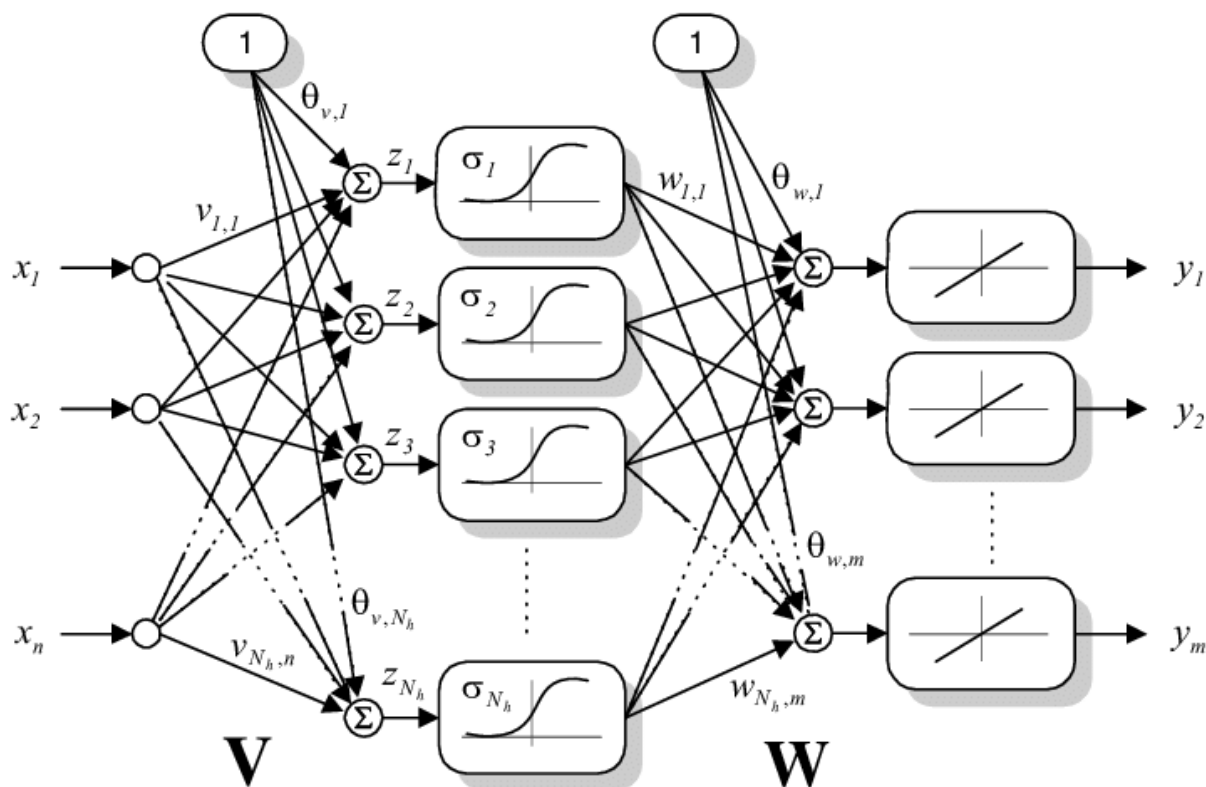 1
1
θv,1
z1
σ1
w1,1
θw,1
v1,1
x1
y1
z2
σ2
x2
y2
z3
σ3
θw,m
θv,Nh
xn
ym
vNh,n
zNh
σNh
wNh,m
V
W
Σ
Σ
Σ
Σ
Σ
Σ
Σ